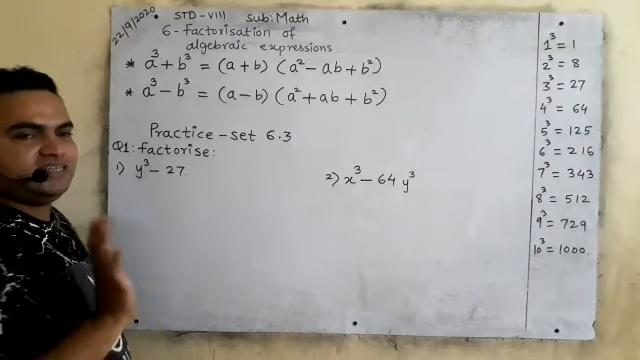 22/9/2020
STD-VIII Sub: Math
6-Factorisation of
algebraic expressions
* a³ + b³ = (a+b) (a² - ab + b²)
* a³ - b³ = (a-b) (a² + ab + b²)
Practice-set 6.3
Q1: factorise:
1) y³ - 27.
2) x³ - 64 y³
1³ = 1
2³ = 8
3³ = 27
4³ = 64
5³ = 125
6³ = 216
7³ = 343
8³ = 512
9³ = 729
10³ = 1000.